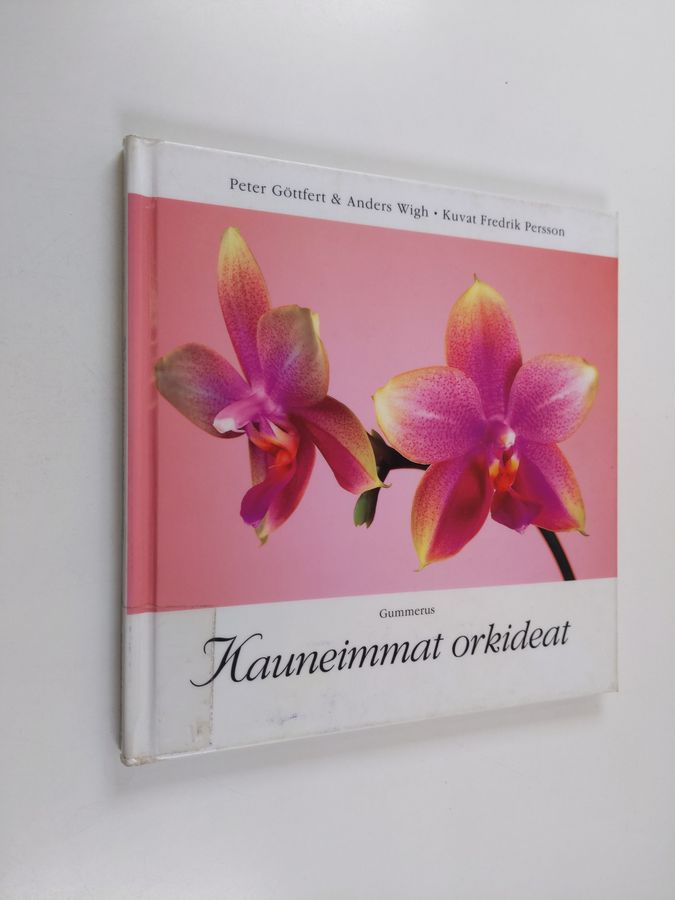 Peter Göttfert & Anders Wigh • Kuvat Fredrik Persson
Gummerus
Kauneimmat orkideat